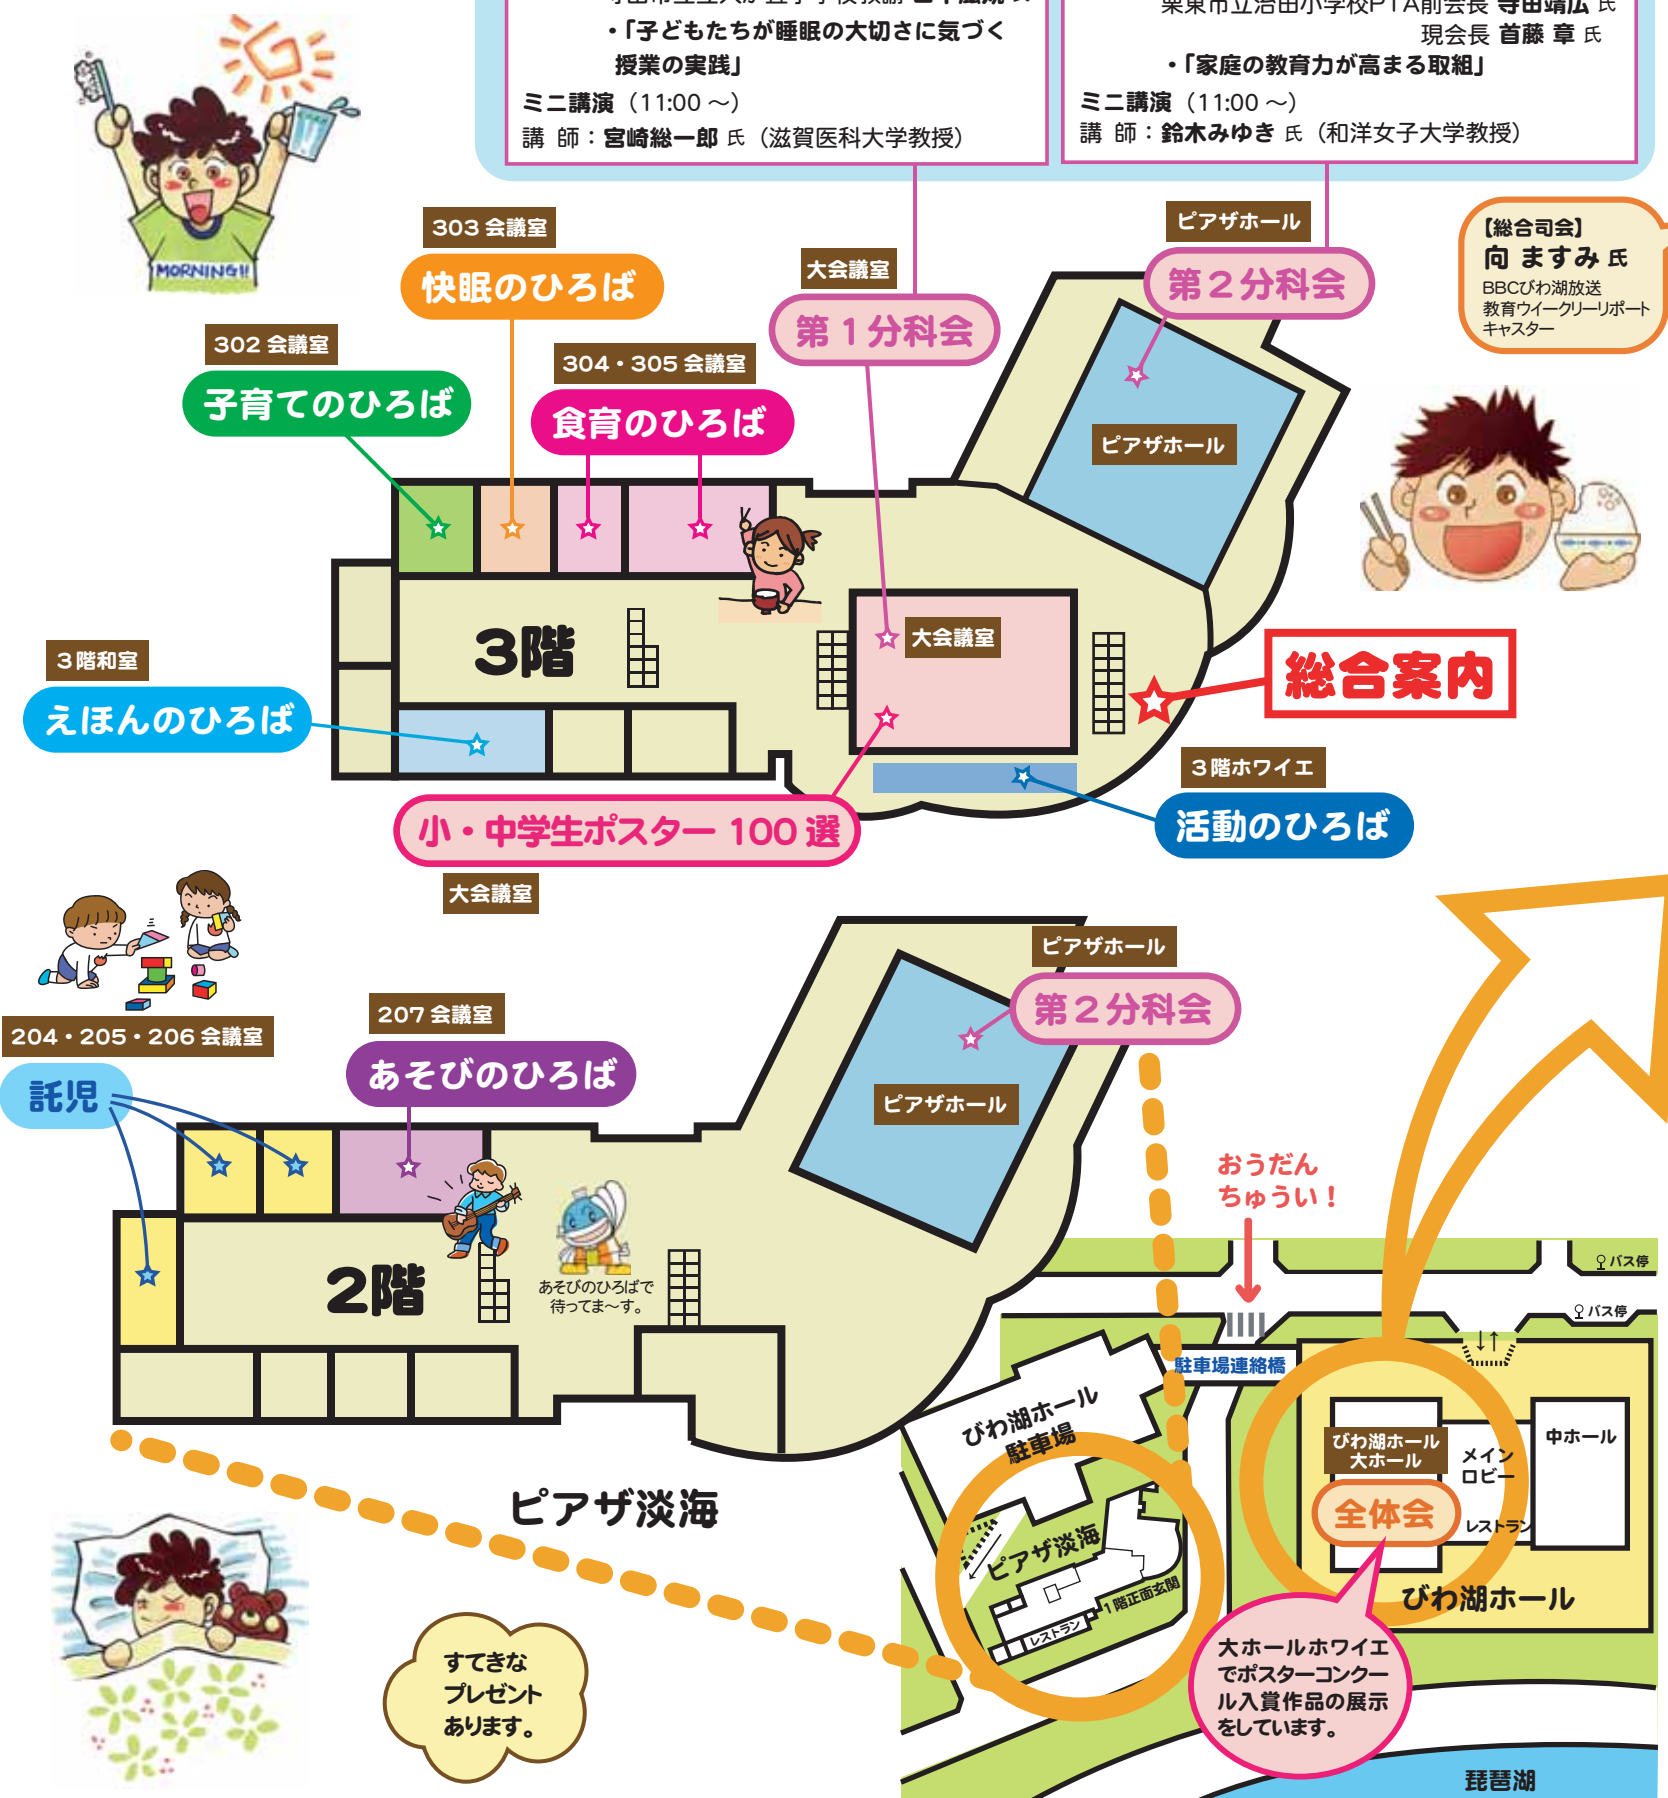 ・「子どもたちが睡眠の大切さに気づく
授業の実践」
ミニ講演（11:00 ～）
講 師：宮崎総一郎 氏（滋賀医科大学教授）
栗東市立治田小学校PTA前会長 寺田靖広 氏
現会長 首藤 章 氏
・「家庭の教育力が高まる取組」
ミニ講演（11:00 ～）
講 師：鈴木みゆき 氏（和洋女子大学教授）
MORNING!!
【総合司会】
向 ますみ 氏
BBCびわ湖放送
教育ウイークリーリポート
キャスター
303 会議室
快眠のひろば
大会議室
第１分科会
ピアザホール
第２分科会
302 会議室
子育てのひろば
304・305 会議室
食育のひろば
ピアザホール
3階
大会議室
総合案内
３階和室
えほんのひろば
３階ホワイエ
活動のひろば
小・中学生ポスター 100 選
大会議室
ピアザホール
第２分科会
204・205・206 会議室
託児
207 会議室
あそびのひろば
ピアザホール
2階
あそびのひろばで
待ってま～す。
おうだん
ちゅうい！
バス停
バス停
駐車場連絡橋
びわ湖ホール
駐車場
びわ湖ホール
大ホール
メイン
ロビー
中ホール
全体会
レストラン
ピアザ淡海
ピアザ淡海
1階正面玄関
レストラン
びわ湖ホール
大ホールホワイエ
でポスターコンクー
ル入賞作品の展示
をしています。
すてきな
プレゼント
あります。
琵琶湖